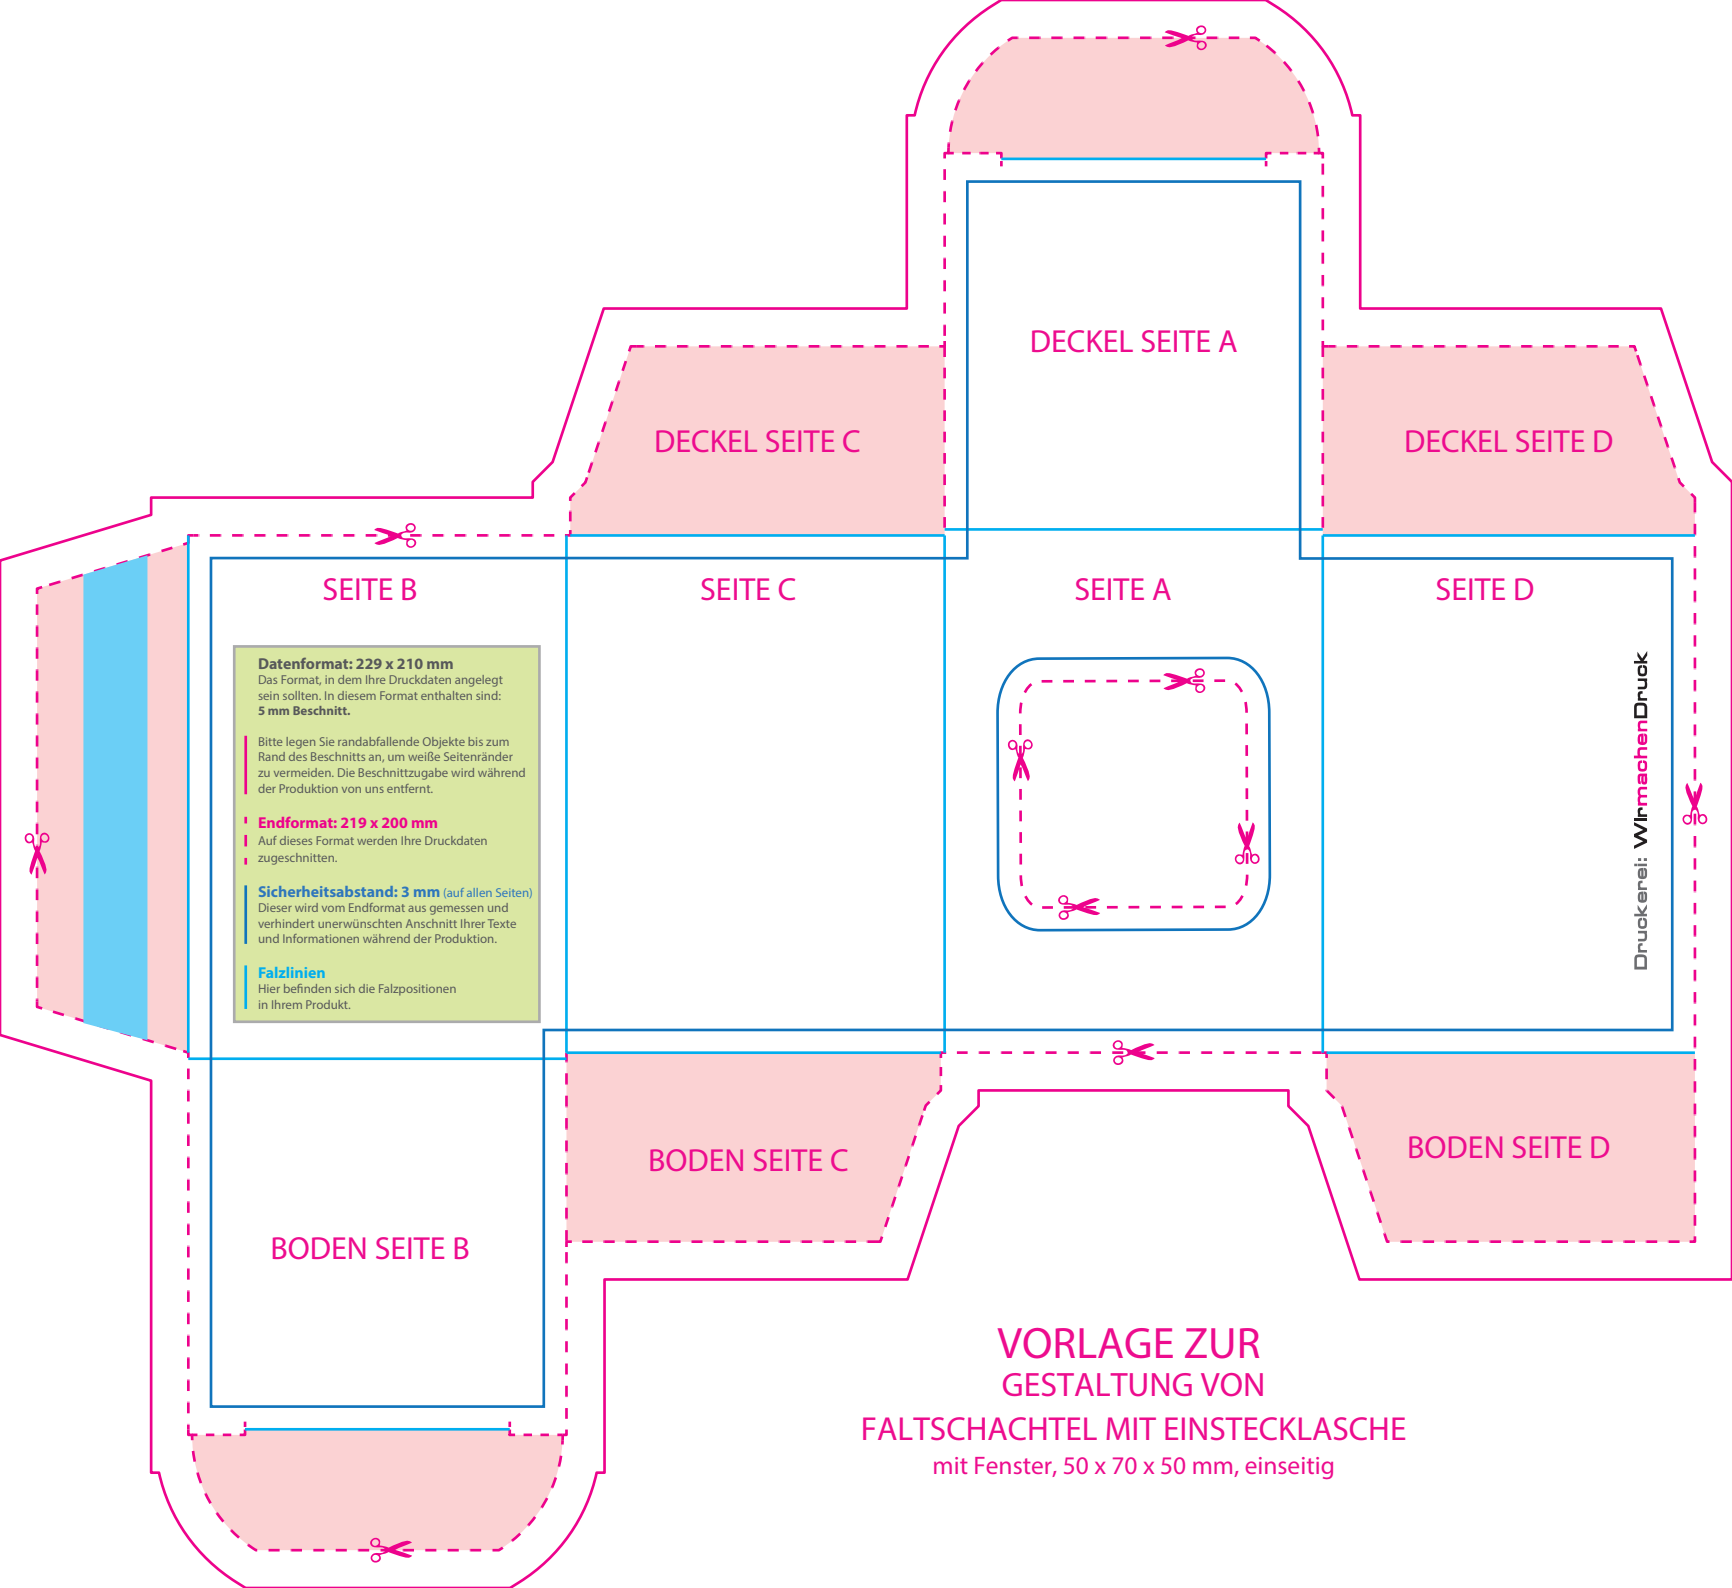 DECKEL SEITE A
DECKEL SEITE C
DECKEL SEITE D
SEITE B
SEITE C
SEITE A
SEITE D
Datenformat: 229 x 210 mm
Das Format, in dem Ihre Druckdaten angelegt
sein sollten. In diesem Format enthalten sind:
5 mm Beschnitt.
Bitte legen Sie randabfallende Objekte bis zum
Rand des Beschnitts an, um weiße Seitenränder
zu vermeiden. Die Beschnittzugabe wird während
der Produktion von uns entfernt.
Endformat: 219 x 200 mm
Auf dieses Format werden Ihre Druckdaten
zugeschnitten.
Sicherheitsabstand: 3 mm (auf allen Seiten)
Dieser wird vom Endformat aus gemessen und
verhindert unerwünschten Anschnitt Ihrer Texte
und Informationen während der Produktion.
Falzlinien
Hier befinden sich die Falzpositionen
in Ihrem Produkt.
Druckerei: WIrmachenDruck
BODEN SEITE C
BODEN SEITE D
BODEN SEITE B
VORLAGE ZUR
GESTALTUNG VON
FALTSCHACHTEL MIT EINSTECKLASCHE
mit Fenster, 50 x 70 x 50 mm, einseitig